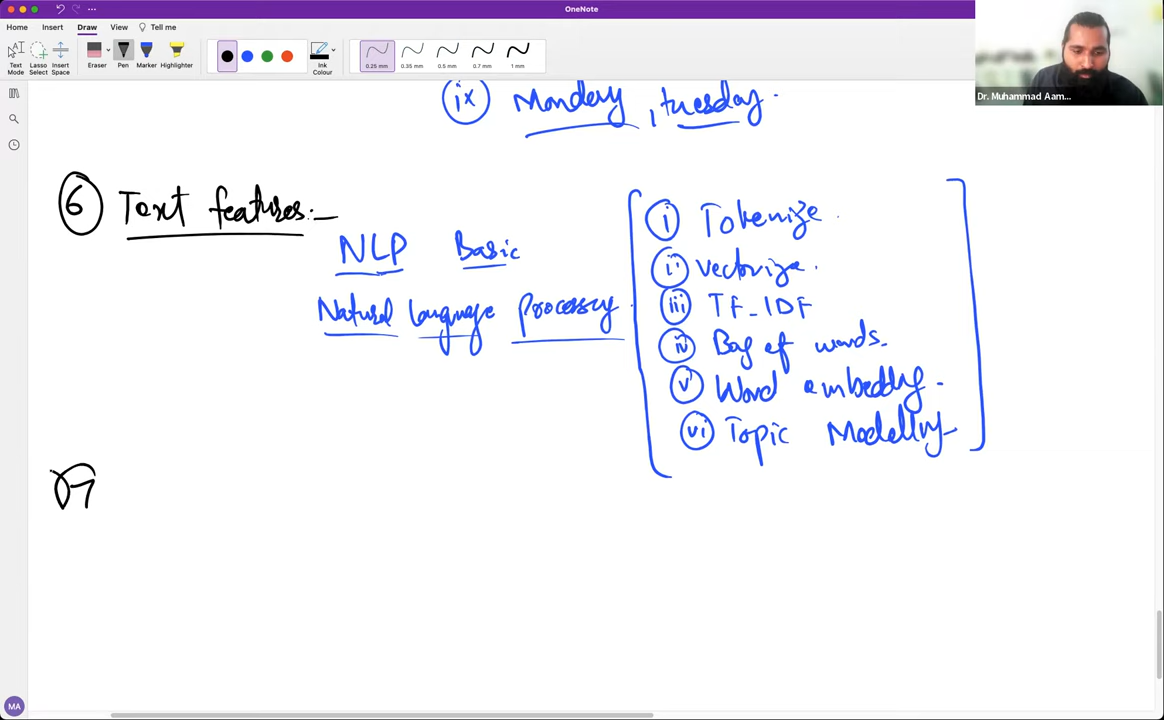 OneNote
Home Insert Draw View Tell me
Text Mode Lasso Select Insert Space Eraser Pen Marker Highlighter Ink Colour 0.25 mm 0.35 mm 0.5 mm 0.7 mm 1 mm
Dr. Muhammad Aam...
ix Monday, tuesday.
6 Text features:-
NLP Basic
Natural language processing.
i Tokenize.
ii vectorize.
iii TF-IDF
iv Bag of words.
v Word embedding.
vi Topic Modelling
7
MA